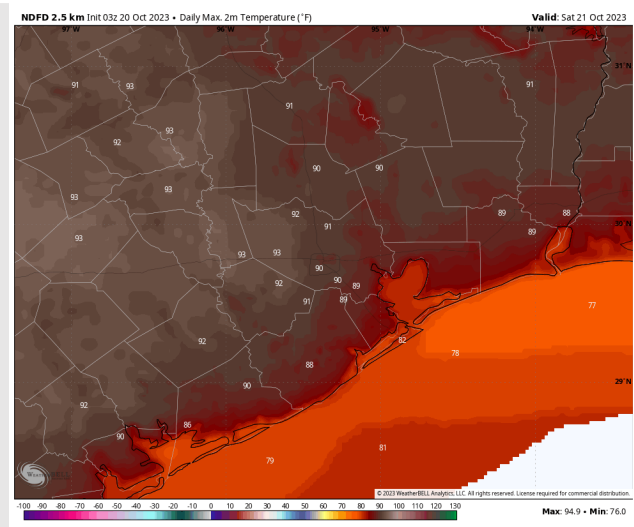 NDFD 2.5 km Init 03z 20 Oct 2023 • Daily Max. 2m Temperature (°F) Valid: Sat 21 Oct 2023
97°W 96°W 95°W 94°W
31°N
91 93 91
91
93
92
90 90
93 93
92 89 88
91 89
93
93 93 90
92 90 89
91 89
77
92 82
78
88
29°N
90
92
86
90
81
79
© 2023 WeatherBELL Analytics, LLC. All rights reserved. License required for commercial distribution.
-100 -90 -80 -70 -60 -50 -40 -30 -20 -10 0 10 20 30 40 50 60 70 80 90 100 110 120 130
Max: 94.9 • Min: 76.0